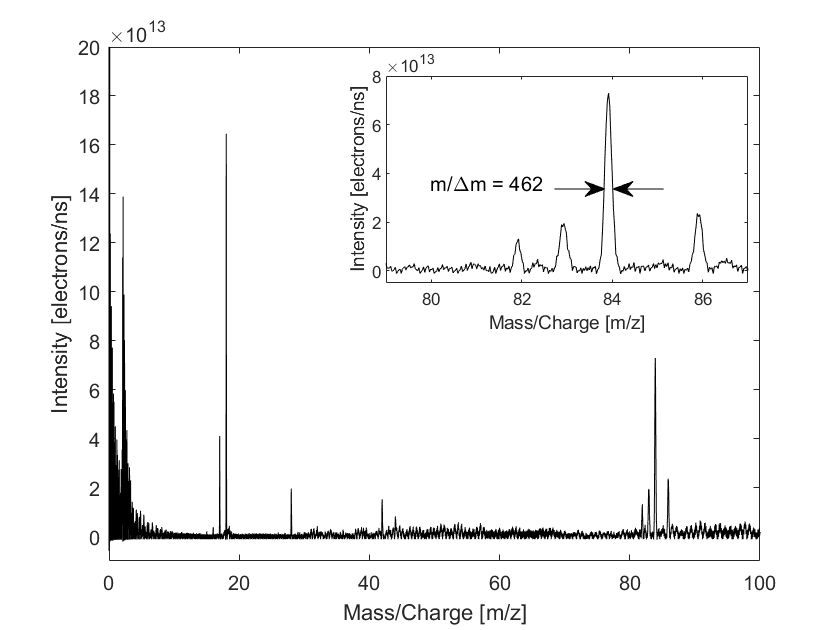 ×10^13
20
18
16
14
12
10
8
6
4
2
0
Intensity [electrons/ns]
0 20 40 60 80 100
Mass/Charge [m/z]
×10^13
8
6
4
2
0
Intensity [electrons/ns]
m/Δm = 462
80 82 84 86
Mass/Charge [m/z]